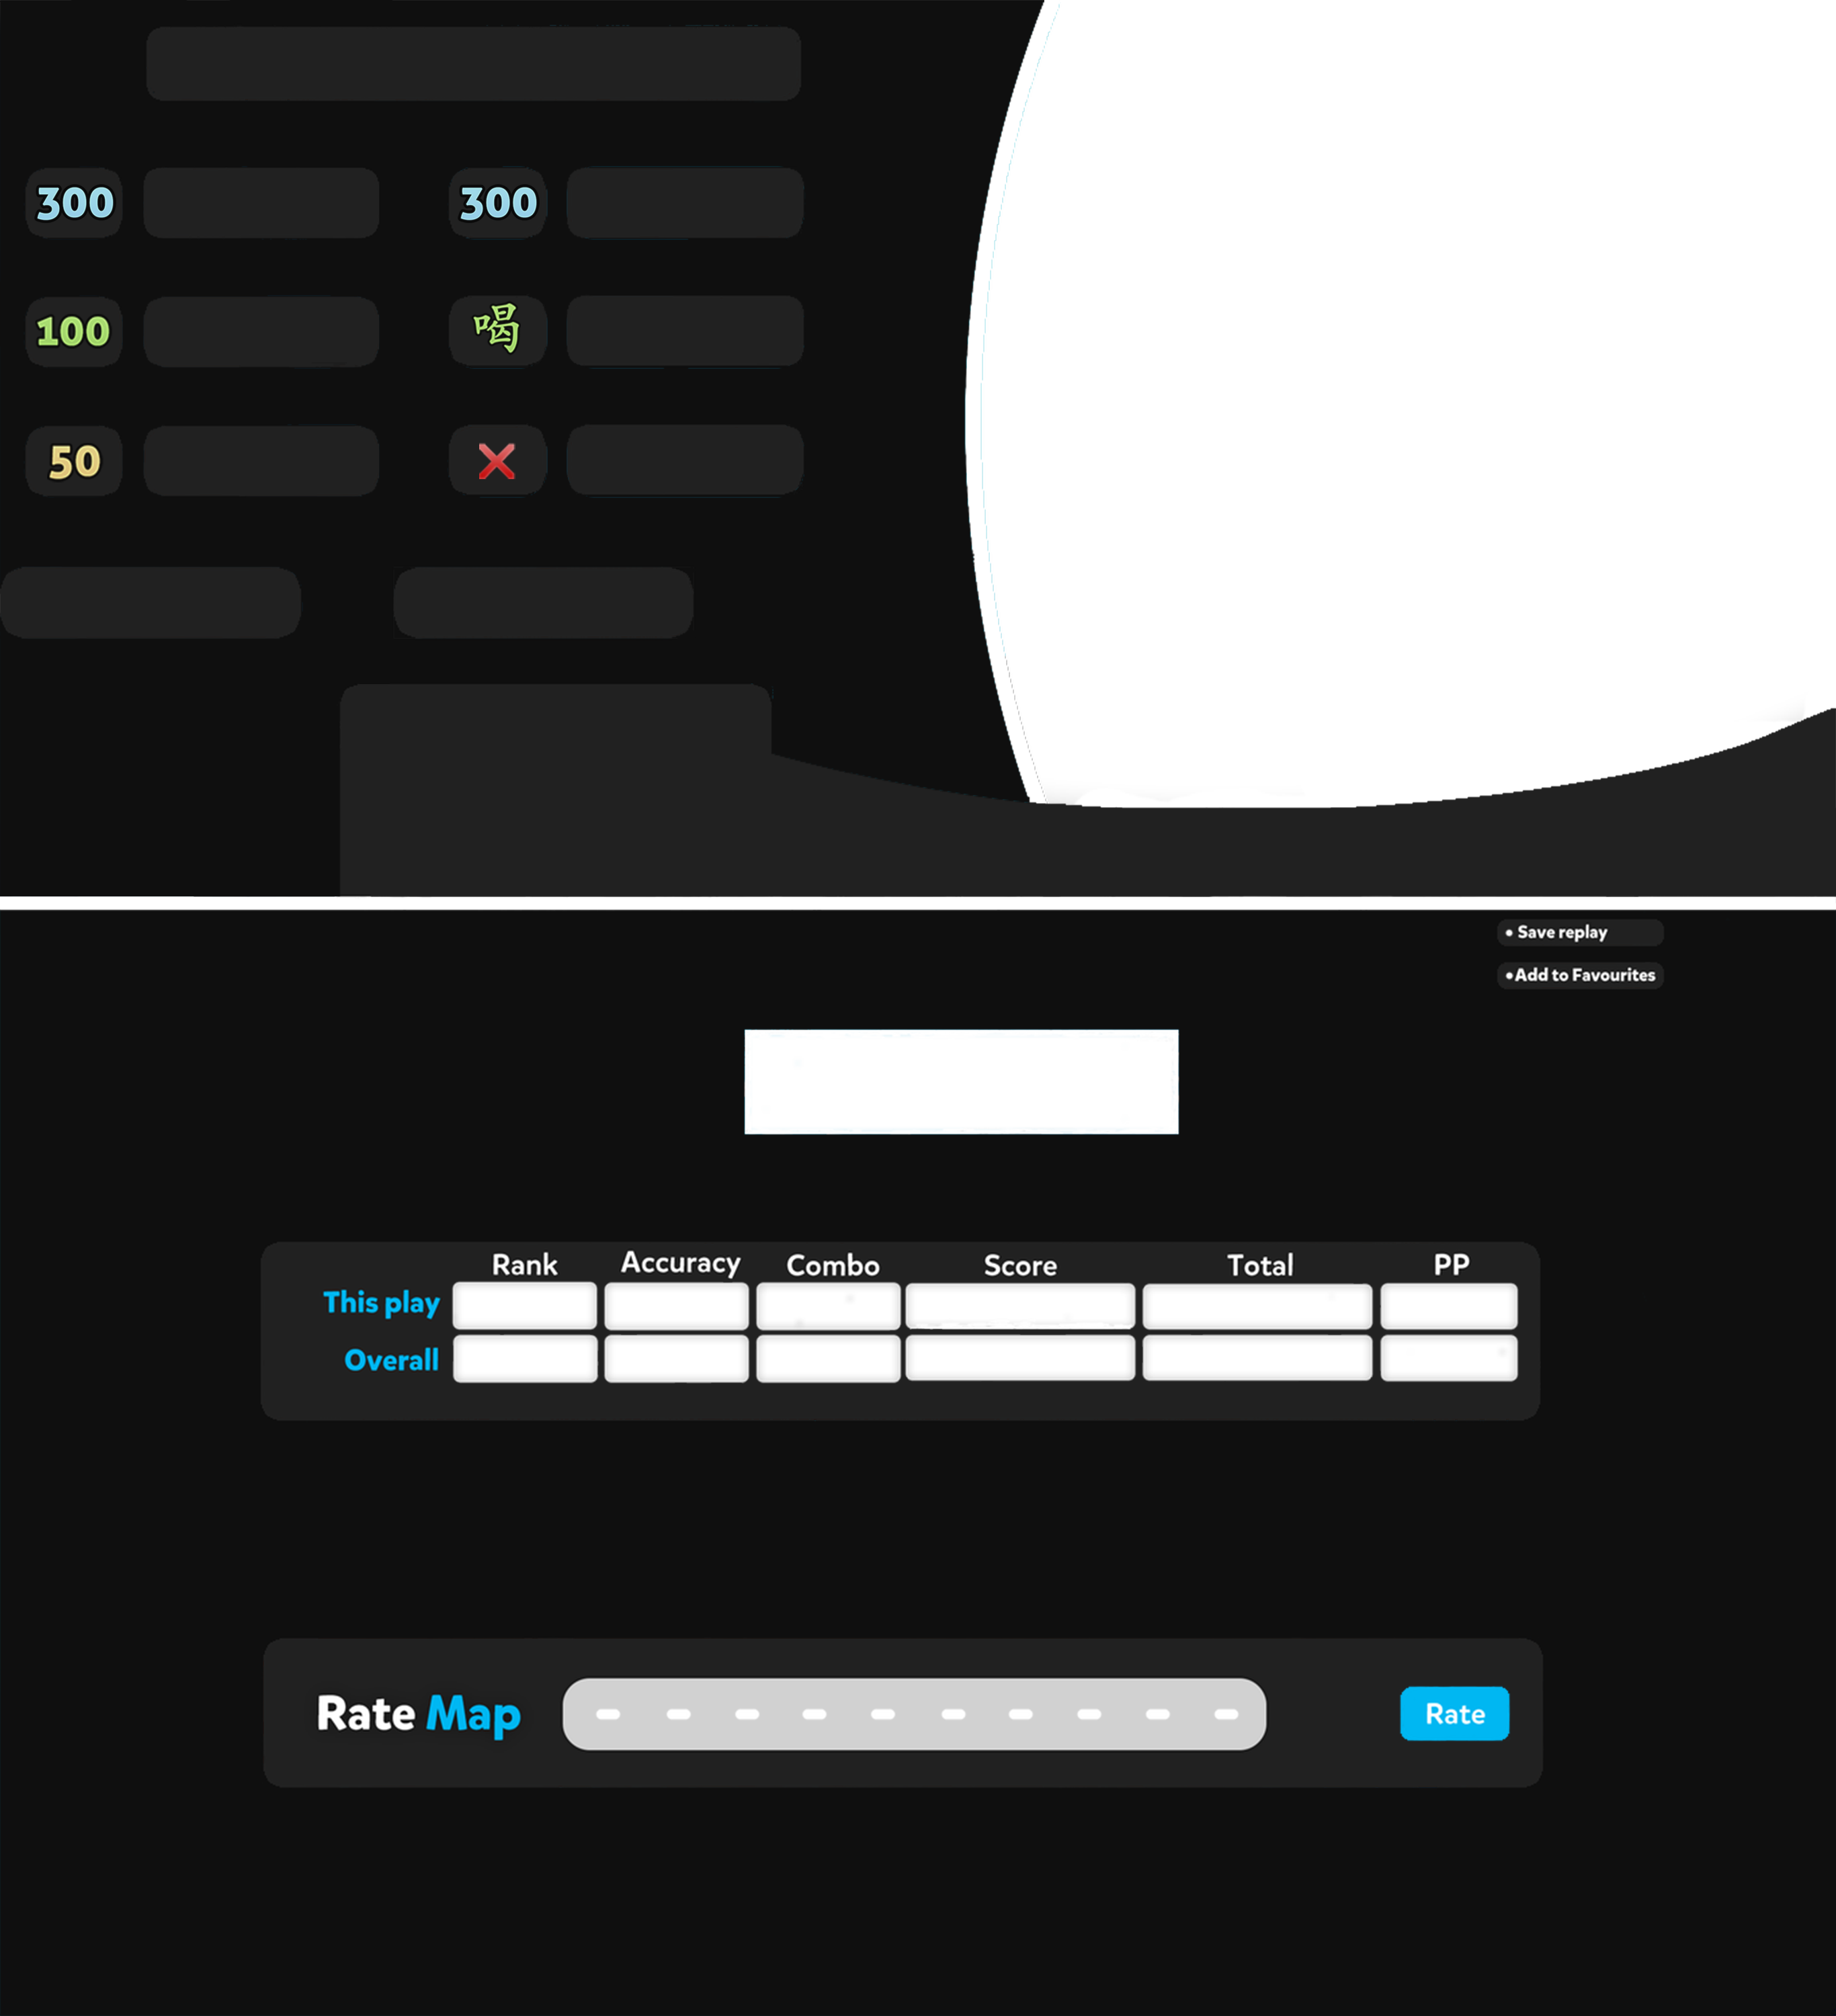 300 300
100 喝
50
• Save replay
•Add to Favourites
Rank Accuracy Combo Score Total PP
This play
Overall
Rate Map Rate